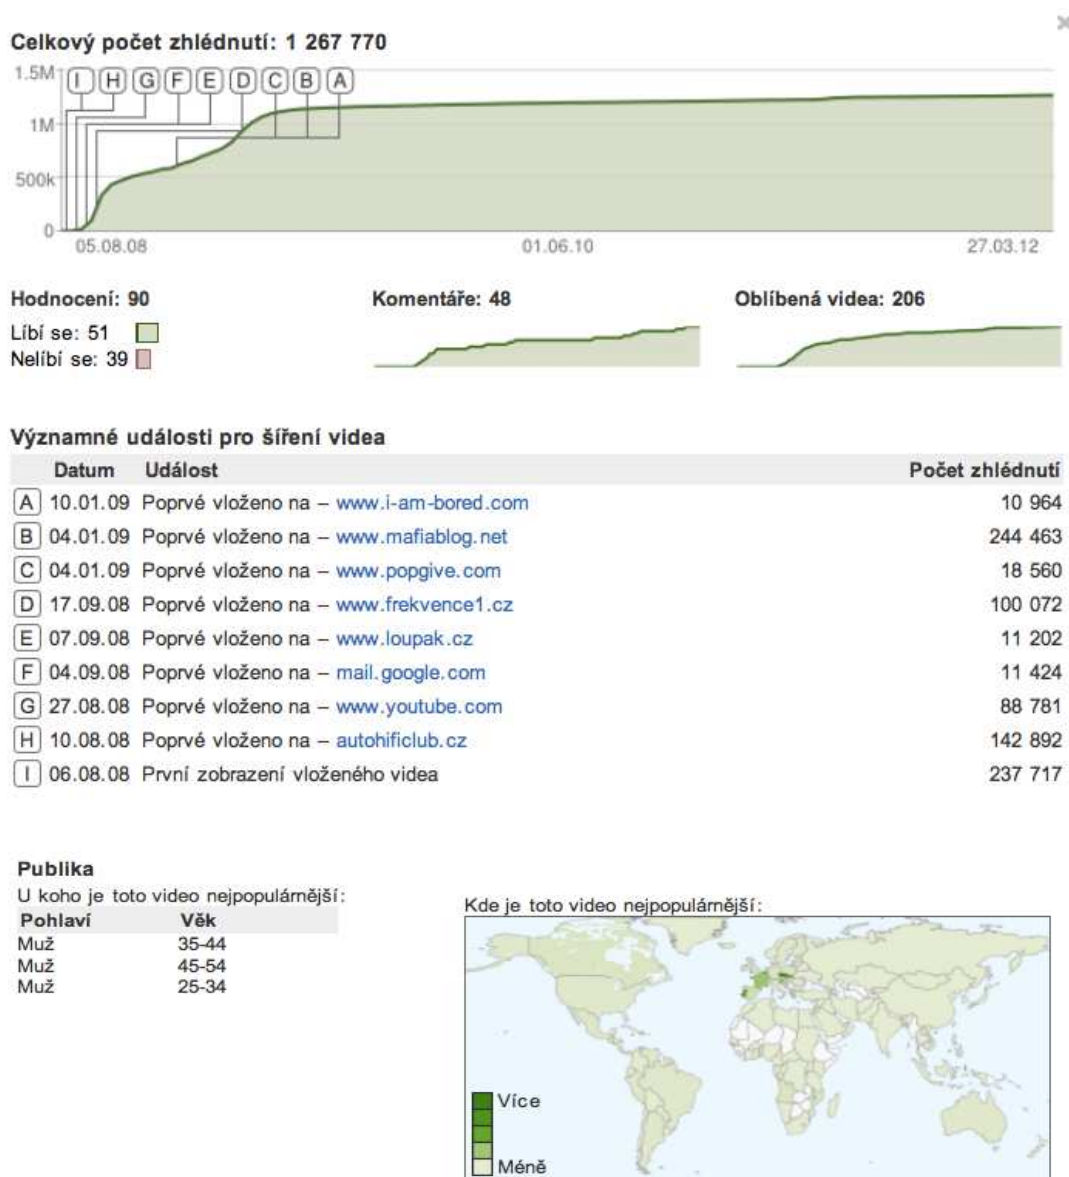 Celkový počet zhlédnutí: 1 267 770
1.5M
I H G F E D C B A
1M
500k
0
05.08.08 01.06.10 27.03.12
Hodnocení: 90
Líbí se: 51
Nelíbí se: 39
Komentáře: 48
Oblíbená videa: 206
Významné události pro šíření videa
Datum Událost Počet zhlédnutí
A 10.01.09 Poprvé vloženo na – www.i-am-bored.com 10 964
B 04.01.09 Poprvé vloženo na – www.mafiablog.net 244 463
C 04.01.09 Poprvé vloženo na – www.popgive.com 18 560
D 17.09.08 Poprvé vloženo na – www.frekvence1.cz 100 072
E 07.09.08 Poprvé vloženo na – www.loupak.cz 11 202
F 04.09.08 Poprvé vloženo na – mail.google.com 11 424
G 27.08.08 Poprvé vloženo na – www.youtube.com 88 781
H 10.08.08 Poprvé vloženo na – autohificlub.cz 142 892
I 06.08.08 První zobrazení vloženého videa 237 717
Publika
U koho je toto video nejpopulárnější:
Pohlaví Věk
Muž 35-44
Muž 45-54
Muž 25-34
Kde je toto video nejpopulárnější:
Více
Méně